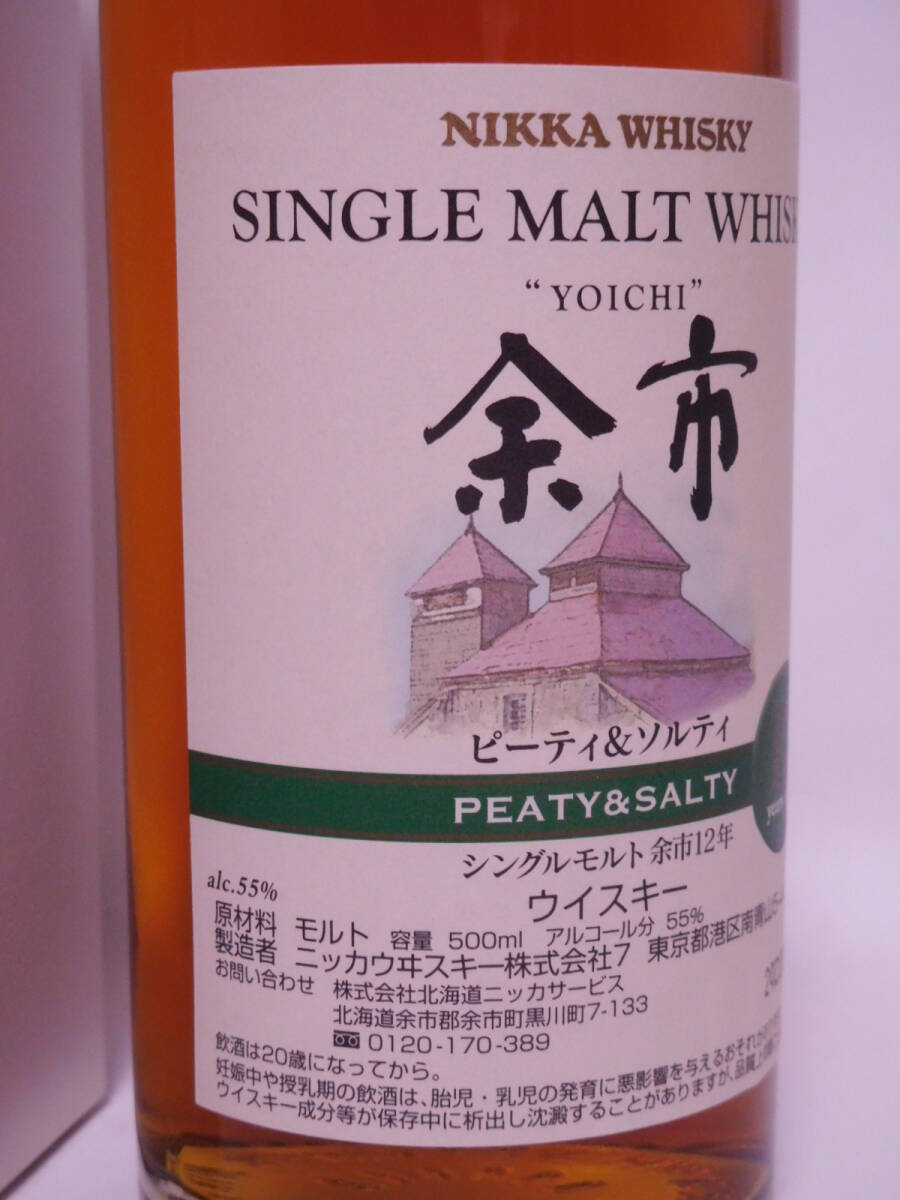 NIKKA WHISKY
SINGLE MALT WHISK
“YOICHI”
余市
ピーティ&ソルティ
PEATY&SALTY
シングルモルト 余市12年
ウイスキー
alc.55%
原材料 モルト 容量 500ml アルコール分 55%
製造者 ニッカウヰスキー株式会社7 東京都港区南青山5-4
お問い合わせ 株式会社北海道ニッカサービス
北海道余市郡余市町黒川町7-133
0120-170-389
飲酒は20歳になってから。
妊娠中や授乳期の飲酒は、胎児・乳児の発育に悪影響を与えるおそれが
ウイスキー成分等が保存中に析出し沈澱することがありますが、品質上